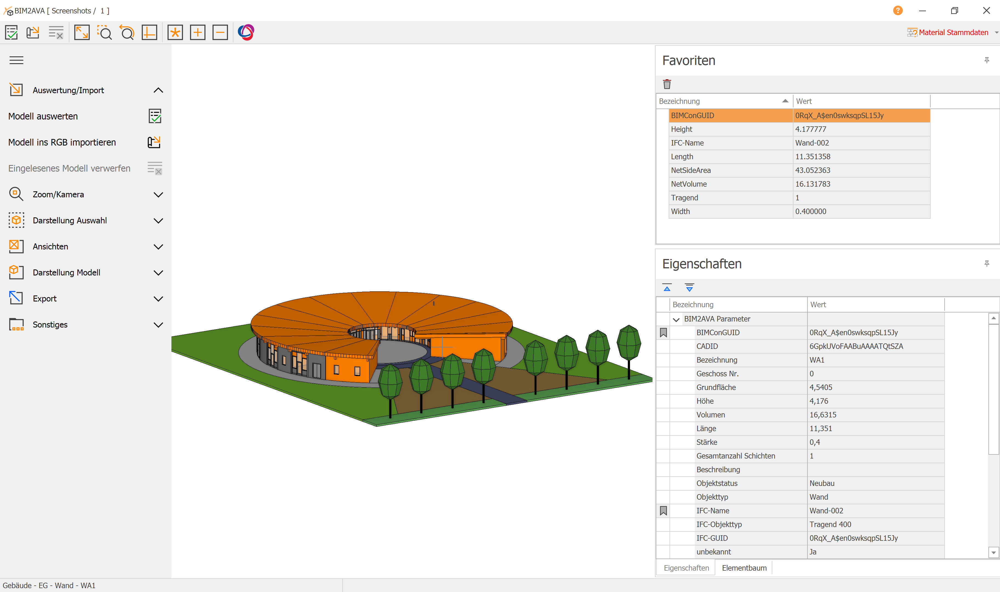 BIM2AVA [ Screenshots / 1 ]
?
Material Stammdaten
Auswertung/Import
Modell auswerten
Modell ins RGB importieren
Eingelesenes Modell verwerfen
Zoom/Kamera
Darstellung Auswahl
Ansichten
Darstellung Modell
Export
Sonstiges
Favoriten
Bezeichnung Wert
BIMConGUID 0RqX_A$en0swksqpSL15Jy
Height 4.177777
IFC-Name Wand-002
Length 11.351358
NetSideArea 43.052363
NetVolume 16.131783
Tragend 1
Width 0.400000
Eigenschaften
Bezeichnung Wert
BIM2AVA Parameter
BIMConGUID 0RqX_A$en0swksqpSL15Jy
CADID 6GpkUVoFAABuAAAATQtSZA
Bezeichnung WA1
Geschoss Nr. 0
Grundfläche 4,5405
Höhe 4,176
Volumen 16,6315
Länge 11,351
Stärke 0,4
Gesamtanzahl Schichten 1
Beschreibung
Objektstatus Neubau
Objekttyp Wand
IFC-Name Wand-002
IFC-Objekttyp Tragend 400
IFC-GUID 0RqX_A$en0swksqpSL15Jy
unbekannt Ja
Eigenschaften Elementbaum
Gebäude - EG - Wand - WA1